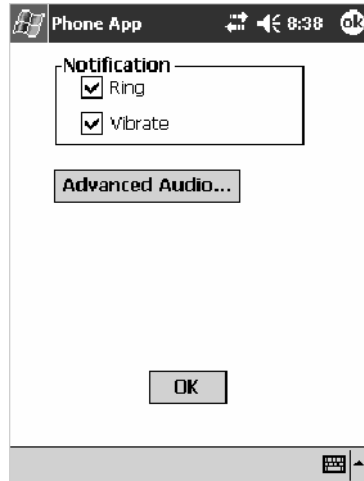 Phone App 8:38 ok
Notification
Ring
Vibrate
Advanced Audio...
OK